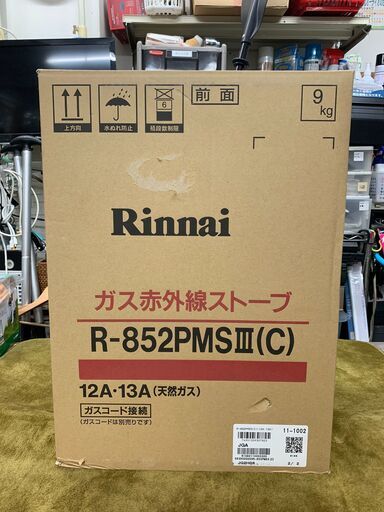 前面
9
kg
6
上方向
水ぬれ防止
段数制限
Rinnai
ガス赤外線ストーブ
R-852PMSⅢ(C)
12A・13A(天然ガス)
ガスコード接続
(ガスコードは別売りです)
11-1002
JGA